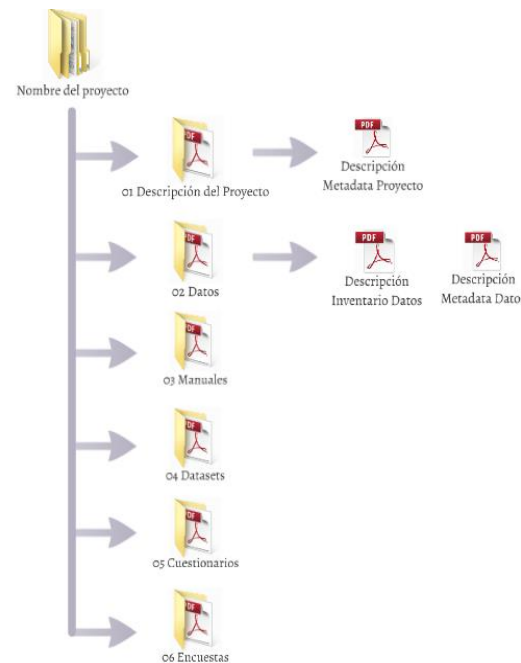 Nombre del proyecto
PDF
PDF
01 Descripción del Proyecto
Descripción
Metadata Proyecto
PDF
PDF
PDF
02 Datos
Descripción
Inventario Datos
Descripción
Metadata Dato
PDF
03 Manuales
PDF
04 Datasets
PDF
05 Cuestionarios
PDF
06 Encuestas